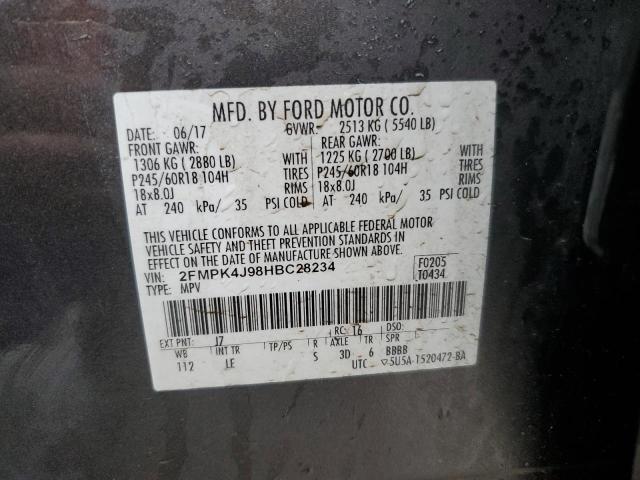 MFD. BY FORD MOTOR CO.
DATE: 06/17 GVWR: 2513 KG ( 5540 LB)
FRONT GAWR: REAR GAWR:
1306 KG ( 2880 LB) WITH 1225 KG ( 2700 LB) WITH
P245/60R18 104H TIRES P245/60R18 104H TIRES
18x8.0J RIMS 18x8.0J RIMS
AT 240 kPa/ 35 PSI COLD AT 240 kPa/ 35 PSI COLD
THIS VEHICLE CONFORMS TO ALL APPLICABLE FEDERAL MOTOR
VEHICLE SAFETY AND THEFT PREVENTION STANDARDS IN
EFFECT ON THE DATE OF MANUFACTURE SHOWN ABOVE.
VIN: 2FMPK4J98HBC28234 F0205
TYPE: MPV T0434
EXT PNT: J7 RC: 16 DSO:
WB INT TR TP/PS R AXLE TR SPR
112 LE S 3D 6 BBBB
UTC ▽5U5A-1520472-BA